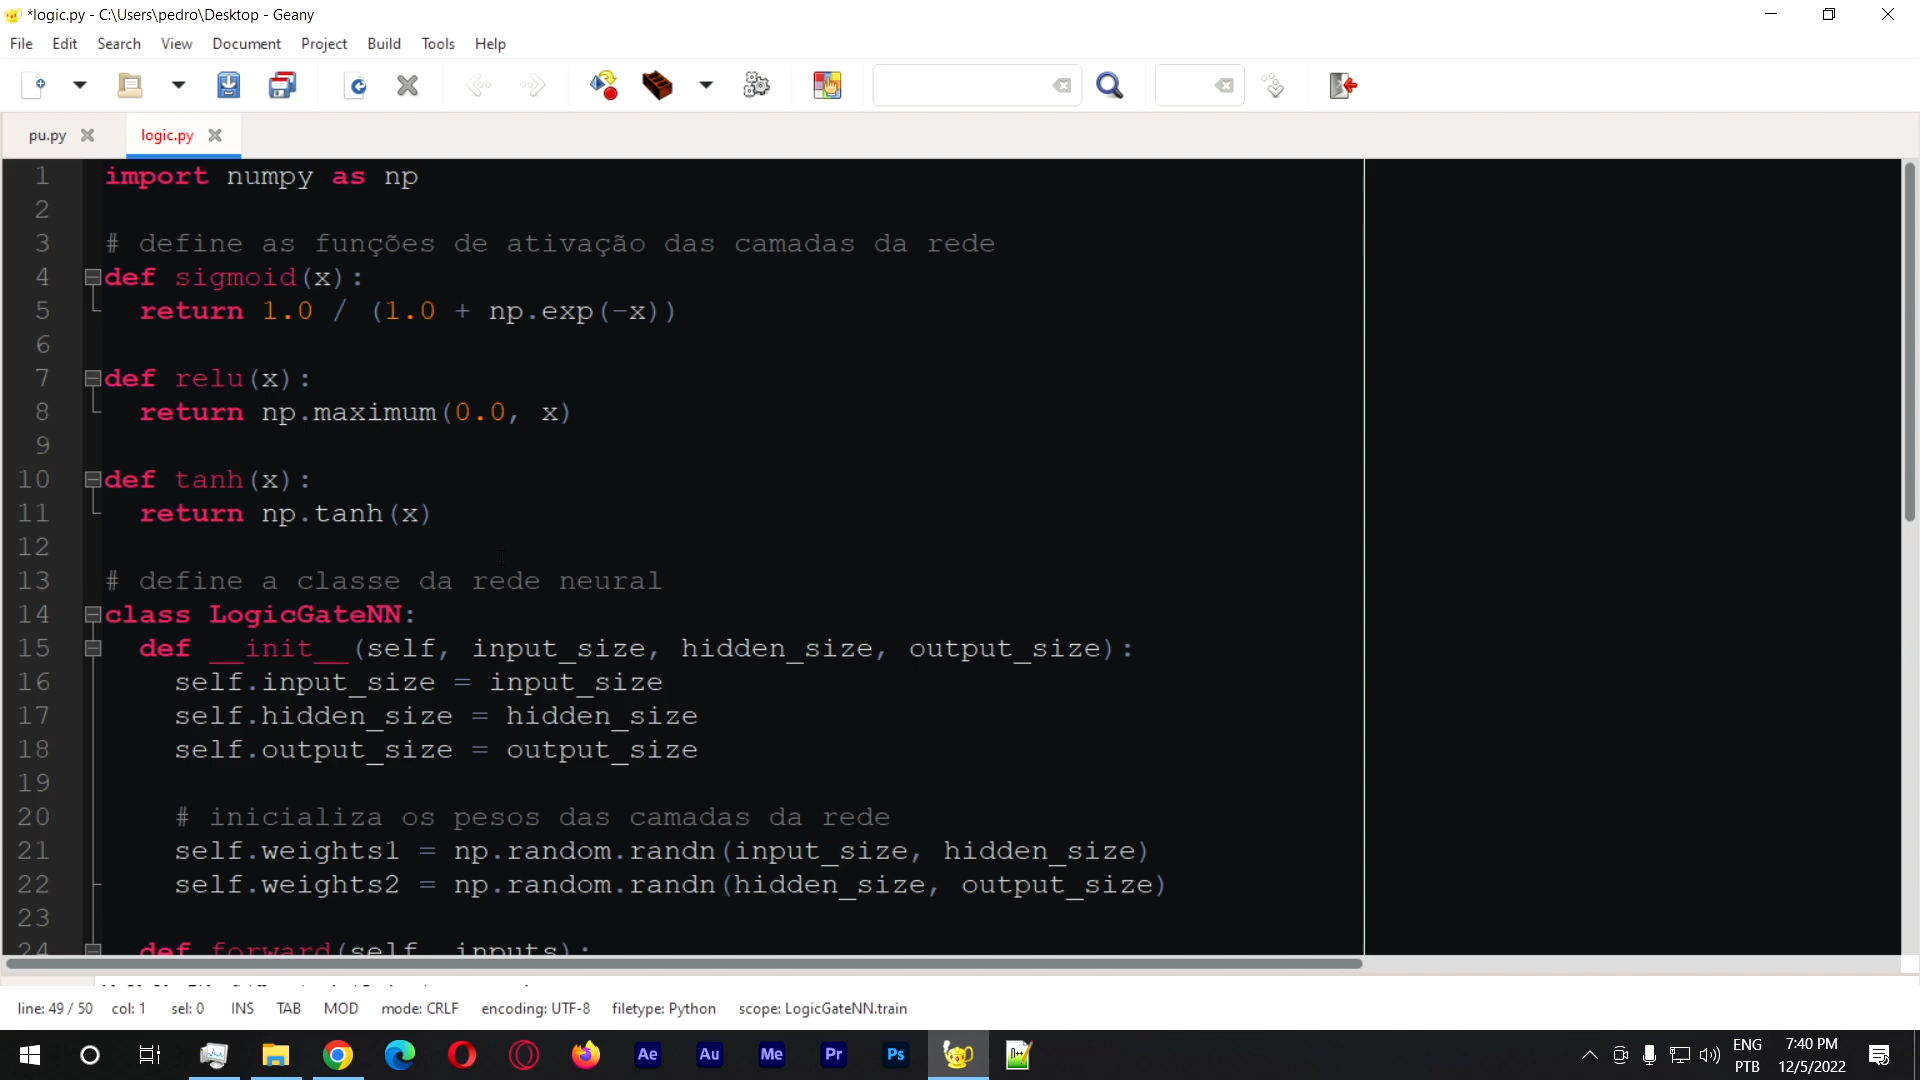 *logic.py - C:\Users\pedro\Desktop - Geany
File Edit Search View Document Project Build Tools Help
pu.py logic.py
1 import numpy as np
2
3 # define as funções de ativação das camadas da rede
4 def sigmoid(x):
5 return 1.0 / (1.0 + np.exp(-x))
6
7 def relu(x):
8 return np.maximum(0.0, x)
9
10 def tanh(x):
11 return np.tanh(x)
12
13 # define a classe da rede neural
14 class LogicGateNN:
15 def __init__(self, input_size, hidden_size, output_size):
16 self.input_size = input_size
17 self.hidden_size = hidden_size
18 self.output_size = output_size
19
20 # inicializa os pesos das camadas da rede
21 self.weights1 = np.random.randn(input_size, hidden_size)
22 self.weights2 = np.random.randn(hidden_size, output_size)
23
24 def forward(self, inputs):
line: 49 / 50 col: 1 sel: 0 INS TAB MOD mode: CRLF encoding: UTF-8 filetype: Python scope: LogicGateNN.train
Ae Au Me Pr Ps
ENG 7:40 PM
PTB 12/5/2022